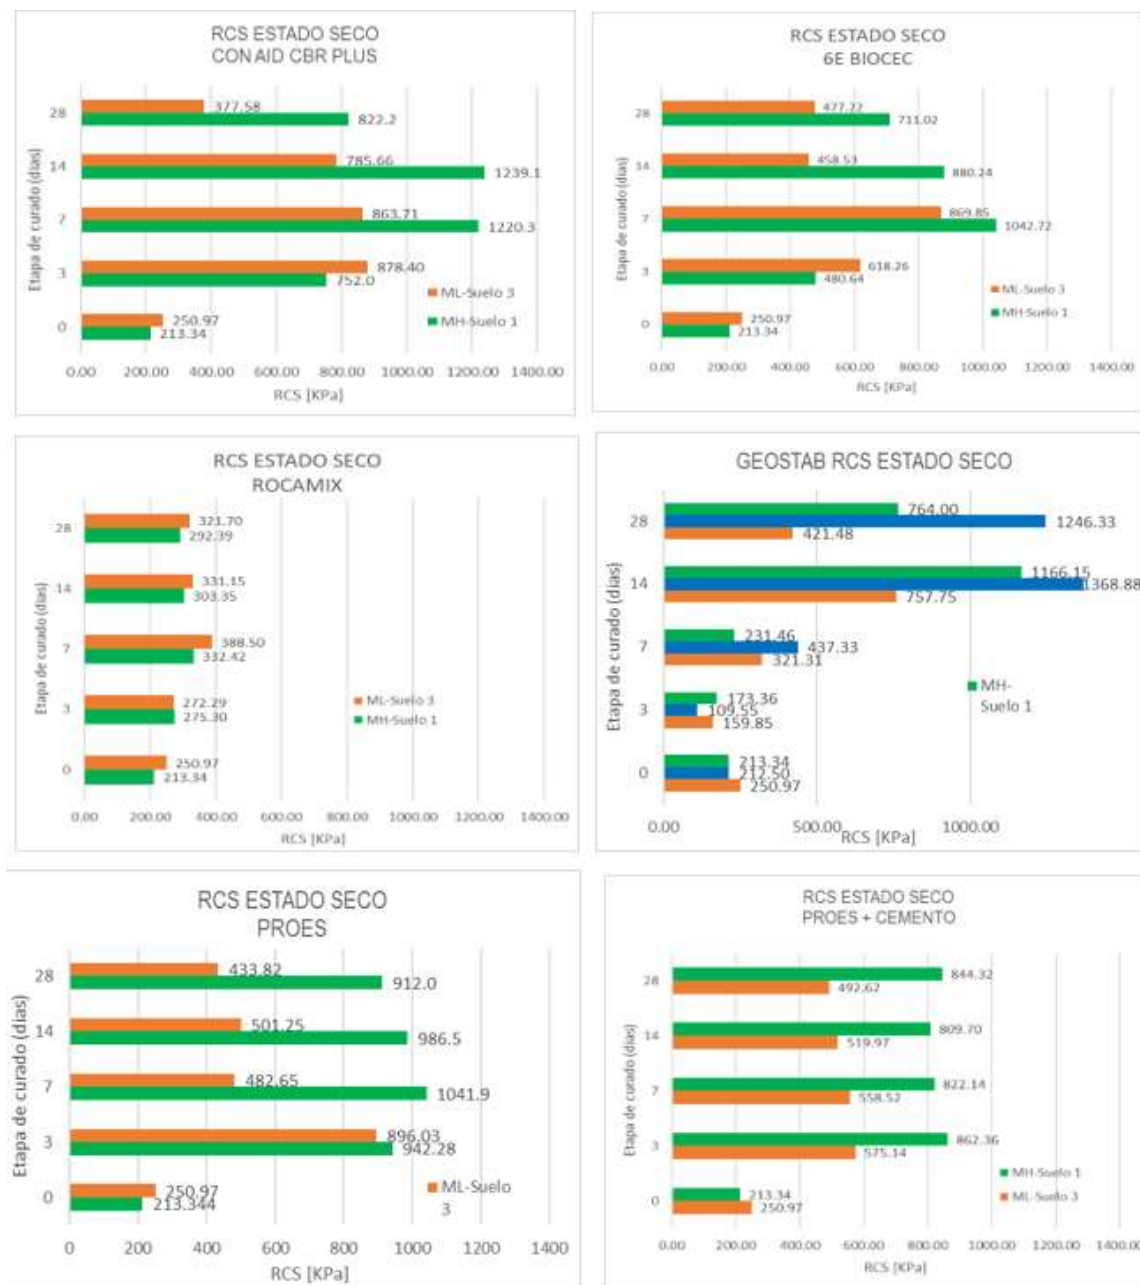 RCS ESTADO SECO
CONAID CBR PLUS
Etapa de curado (días)
28
377.58
822.2
14
785.66
1239.1
7
863.71
1220.3
3
878.40
752.0
0
250.97
213.34
ML-Suelo 3
MH-Suelo 1
0.00 200.00 400.00 600.00 800.00 1000.00 1200.00 1400.00
RCS [KPa]
RCS ESTADO SECO
6E BIOCEC
Etapa de curado (días)
28
477.22
711.02
14
458.53
880.24
7
869.85
1042.72
3
618.26
480.64
0
250.97
213.34
ML-Suelo 3
MH-Suelo 1
0.00 200.00 400.00 600.00 800.00 1000.00 1200.00 1400.00
RCS [KPa]
RCS ESTADO SECO
ROCAMIX
Etapa de curado (días)
28
321.70
292.39
14
331.15
303.35
7
388.50
332.42
3
272.29
275.30
0
250.97
213.34
ML-Suelo 3
MH-Suelo 1
0.00 200.00 400.00 600.00 800.00 1000.00 1200.00 1400.00
RCS [KPa]
GEOSTAB RCS ESTADO SECO
Etapa de curado (días)
28
764.00
1246.33
421.48
14
1166.15
1368.88
757.75
7
231.46
437.33
321.31
3
173.36
109.55
159.85
0
213.34
212.50
250.97
MH-
Suelo 1
0.00 500.00 1000.00
RCS [KPa]
RCS ESTADO SECO
PROES
Etapa de curado (días)
28
433.82
912.0
14
501.25
986.5
7
482.65
1041.9
3
896.03
942.28
0
250.97
213.344
ML-Suelo
3
0 200 400 600 800 1000 1200 1400
RCS [KPa]
RCS ESTADO SECO
PROES + CEMENTO
Etapa de curado (días)
28
844.32
492.62
14
809.70
519.97
7
822.14
558.52
3
862.36
575.14
0
213.34
250.97
MH-Suelo 1
ML-Suelo 3
0.00 200.00 400.00 600.00 800.00 1000.00 1200.00 1400.00
RCS [KPa]